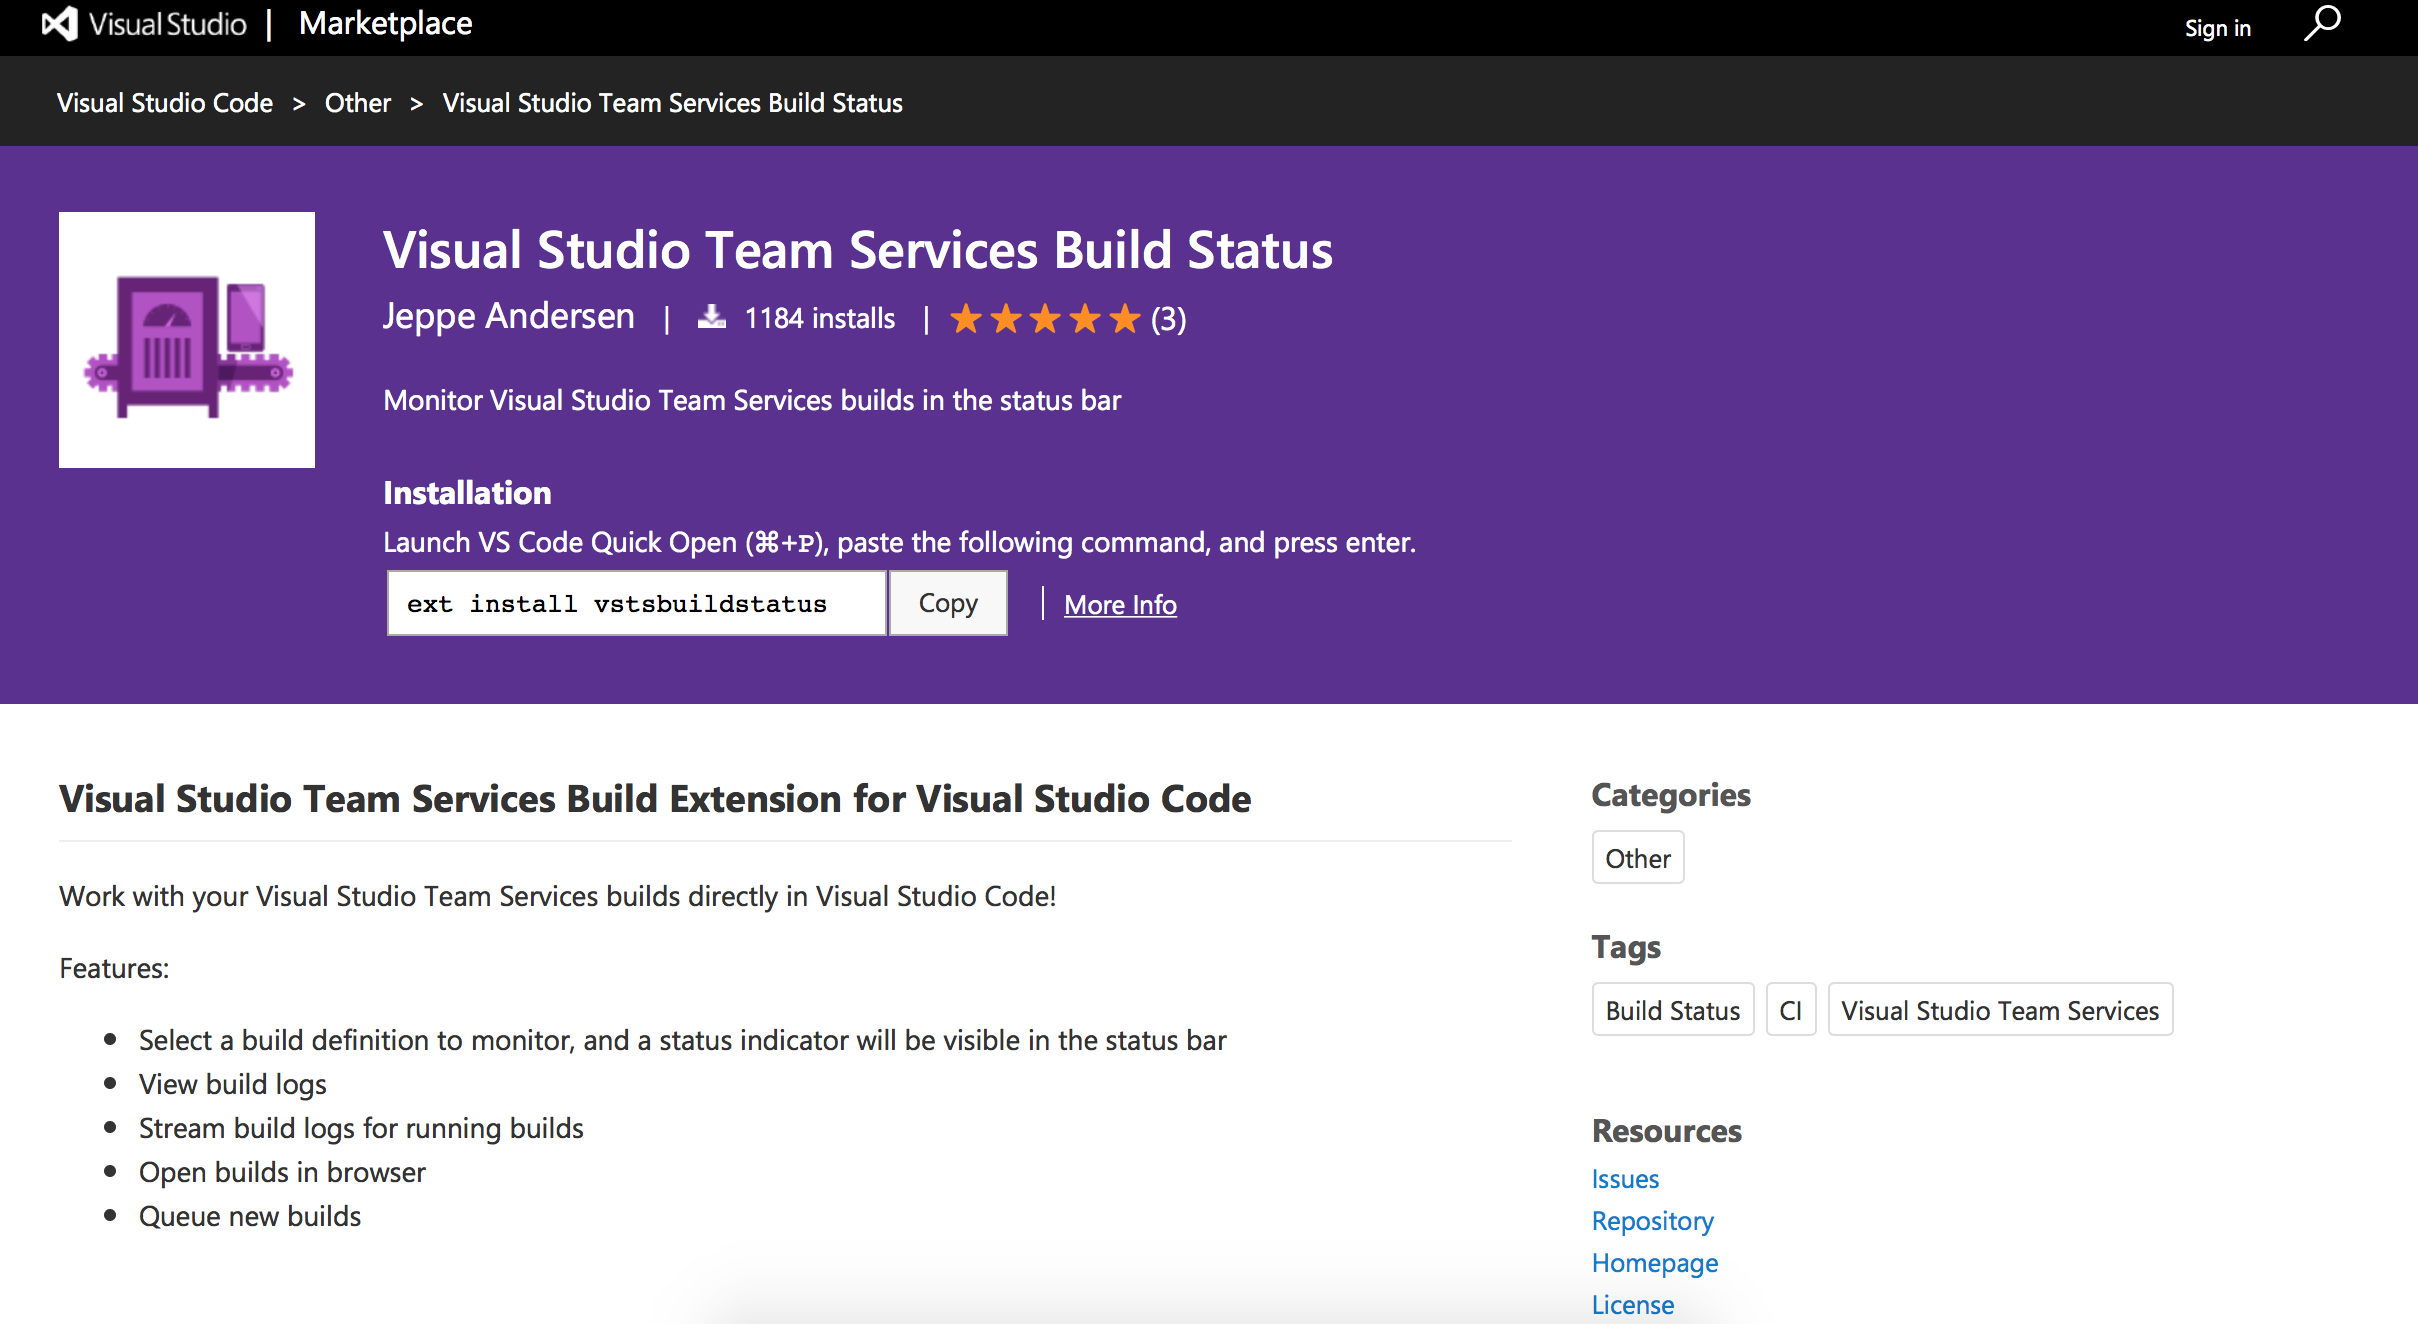 Visual Studio | Marketplace
Sign in
Visual Studio Code > Other > Visual Studio Team Services Build Status
Visual Studio Team Services Build Status
Jeppe Andersen | 1184 installs | (3)
Monitor Visual Studio Team Services builds in the status bar
Installation
Launch VS Code Quick Open (⌘+P), paste the following command, and press enter.
ext install vstsbuildstatus
Copy
More Info
Visual Studio Team Services Build Extension for Visual Studio Code
Work with your Visual Studio Team Services builds directly in Visual Studio Code!
Features:
• Select a build definition to monitor, and a status indicator will be visible in the status bar
• View build logs
• Stream build logs for running builds
• Open builds in browser
• Queue new builds
Categories
Other
Tags
Build Status CI Visual Studio Team Services
Resources
Issues
Repository
Homepage
License